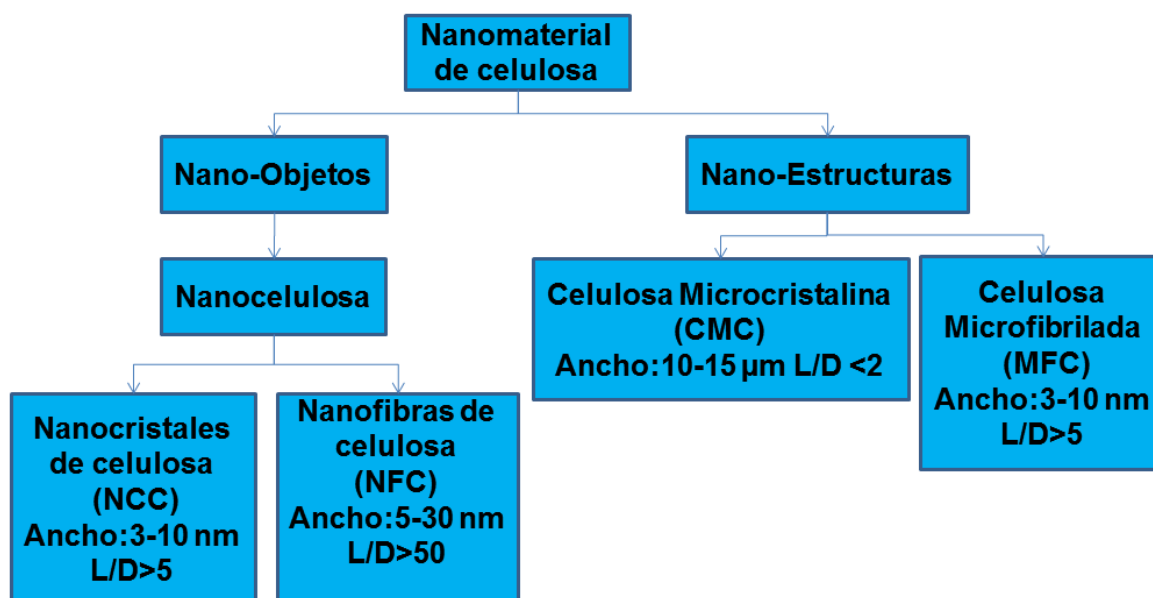 Nanomaterial
de celulosa
Nano-Objetos
Nano-Estructuras
Nanocelulosa
Celulosa Microcristalina
(CMC)
Ancho:10-15 µm L/D <2
Celulosa
Microfibrilada
(MFC)
Ancho:3-10 nm
L/D>5
Nanocristales
de celulosa
(NCC)
Ancho:3-10 nm
L/D>5
Nanofibras de
celulosa
(NFC)
Ancho:5-30 nm
L/D>50